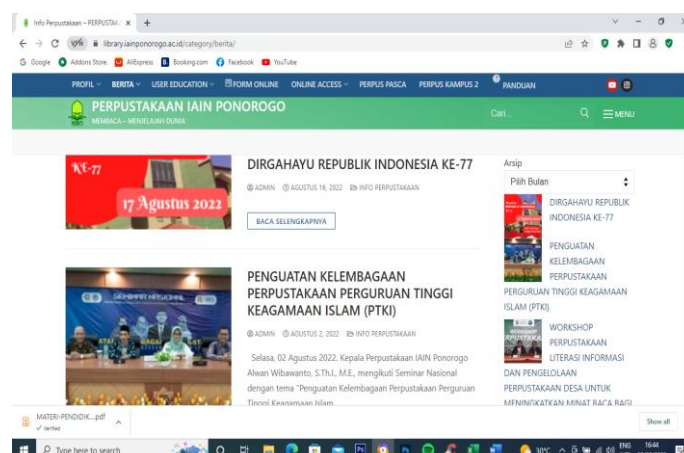 Info Perpustakaan – PERPUSTAK
library.iainponorogo.ac.id/category/berita/
Google Addons Store AliExpress Booking.com Facebook YouTube
PROFIL BERITA USER EDUCATION FORM ONLINE ONLINE ACCESS PERPUS PASCA PERPUS KAMPUS 2 PANDUAN
PERPUSTAKAAN IAIN PONOROGO
MEMBACA – MENJELAJAH DUNIA
Cari...
MENU
KE-77
17 Agustus 2022
DIRGAHAYU REPUBLIK INDONESIA KE-77
ADMIN AGUSTUS 16, 2022 INFO PERPUSTAKAAN
BACA SELENGKAPNYA
SEMINAR NASIONAL
PENGUATAN KELEMBAGAAN
PERPUSTAKAAN PERGURUAN TINGGI
KEAGAMAAN ISLAM (PTKI)
ADMIN AGUSTUS 2, 2022 INFO PERPUSTAKAAN
Selasa, 02 Agustus 2022. Kepala Perpustakaan IAIN Ponorogo
Alwan Wibawanto, S.Th.I., M.E., mengikuti Seminar Nasional
dengan tema "Penguatan Kelembagaan Perpustakaan Perguruan
Tinggi Keagamaan Islam
Arsip
Pilih Bulan
DIRGAHAYU REPUBLIK
INDONESIA KE-77
PENGUATAN
KELEMBAGAAN
PERPUSTAKAAN
PERGURUAN TINGGI KEAGAMAAN
ISLAM (PTKI)
WORKSHOP
PERPUSTAKAAN
LITERASI INFORMASI
DAN PENGELOLAAN
PERPUSTAKAAN DESA UNTUK
MENINGKATKAN MINAT BACA BAGI
MATERI-PENDIDIK....pdf
Verified
Show all
Type here to search
30°C
ENG
16:44